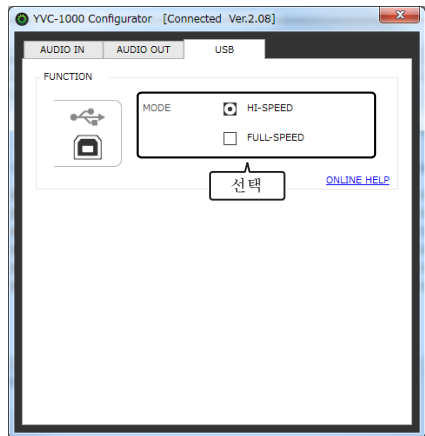 YVC-1000 Configurator [Connected Ver.2.08]
AUDIO IN AUDIO OUT USB
FUNCTION
MODE HI-SPEED
FULL-SPEED
선택
ONLINE HELP